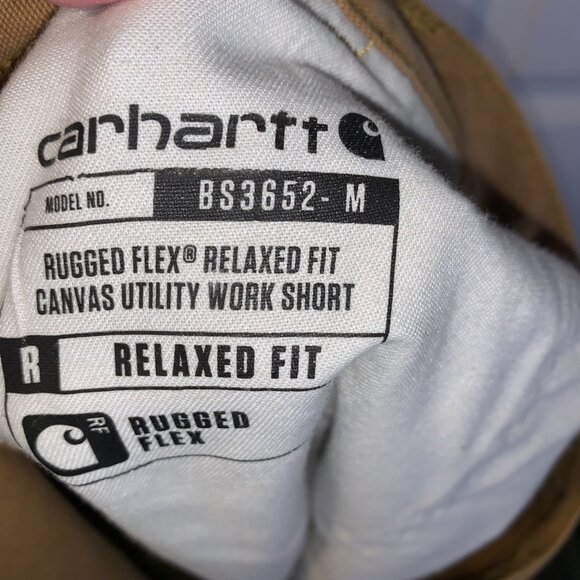 carhartt
MODEL NO. BS3652- M
RUGGED FLEX® RELAXED FIT
CANVAS UTILITY WORK SHORT
R RELAXED FIT
RF RUGGED
FLEX